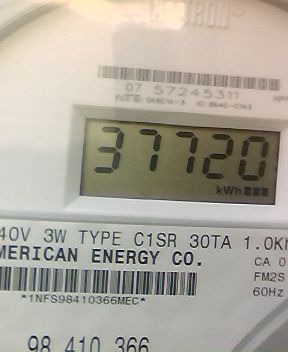 CENTRON
07 57245311
37720
kWh
40V 3W TYPE C1SR 30TA 1.0K
MERICAN ENERGY CO.
CA 0
FM2S
60Hz
*1NFS98410366MEC*
98 410 366